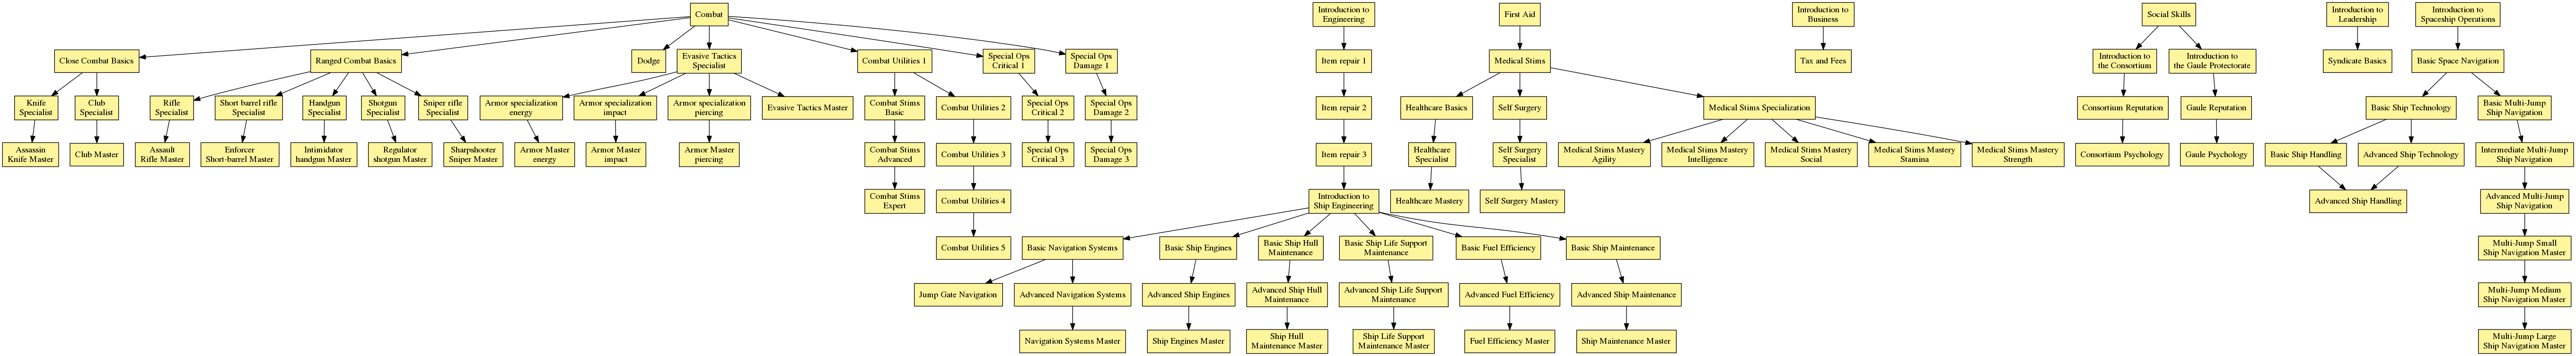 Combat
Introduction to
Engineering
First Aid
Introduction to
Business
Social Skills
Introduction to
Leadership
Introduction to
Spaceship Operations
Close Combat Basics
Ranged Combat Basics
Dodge
Evasive Tactics
Specialist
Combat Utilities 1
Special Ops
Critical 1
Special Ops
Damage 1
Item repair 1
Medical Stims
Tax and Fees
Introduction to
the Consortium
Introduction to
the Gaule Protectorate
Syndicate Basics
Basic Space Navigation
Knife
Specialist
Club
Specialist
Rifle
Specialist
Short barrel rifle
Specialist
Handgun
Specialist
Shotgun
Specialist
Sniper rifle
Specialist
Armor specialization
energy
Armor specialization
impact
Armor specialization
piercing
Evasive Tactics Master
Combat Stims
Basic
Combat Utilities 2
Special Ops
Critical 2
Special Ops
Damage 2
Item repair 2
Healthcare Basics
Self Surgery
Medical Stims Specialization
Consortium Reputation
Gaule Reputation
Basic Ship Technology
Basic Multi-Jump
Ship Navigation
Assassin
Knife Master
Club Master
Assault
Rifle Master
Enforcer
Short-barrel Master
Intimidator
handgun Master
Regulator
shotgun Master
Sharpshooter
Sniper Master
Armor Master
energy
Armor Master
impact
Armor Master
piercing
Combat Stims
Advanced
Combat Utilities 3
Special Ops
Critical 3
Special Ops
Damage 3
Item repair 3
Healthcare
Specialist
Self Surgery
Specialist
Medical Stims Mastery
Agility
Medical Stims Mastery
Intelligence
Medical Stims Mastery
Social
Medical Stims Mastery
Stamina
Medical Stims Mastery
Strength
Consortium Psychology
Gaule Psychology
Basic Ship Handling
Advanced Ship Technology
Intermediate Multi-Jump
Ship Navigation
Combat Stims
Expert
Combat Utilities 4
Introduction to
Ship Engineering
Healthcare Mastery
Self Surgery Mastery
Advanced Ship Handling
Advanced Multi-Jump
Ship Navigation
Combat Utilities 5
Basic Navigation Systems
Basic Ship Engines
Basic Ship Hull
Maintenance
Basic Ship Life Support
Maintenance
Basic Fuel Efficiency
Basic Ship Maintenance
Multi-Jump Small
Ship Navigation Master
Jump Gate Navigation
Advanced Navigation Systems
Advanced Ship Engines
Advanced Ship Hull
Maintenance
Advanced Ship Life Support
Maintenance
Advanced Fuel Efficiency
Advanced Ship Maintenance
Multi-Jump Medium
Ship Navigation Master
Navigation Systems Master
Ship Engines Master
Ship Hull
Maintenance Master
Ship Life Support
Maintenance Master
Fuel Efficiency Master
Ship Maintenance Master
Multi-Jump Large
Ship Navigation Master